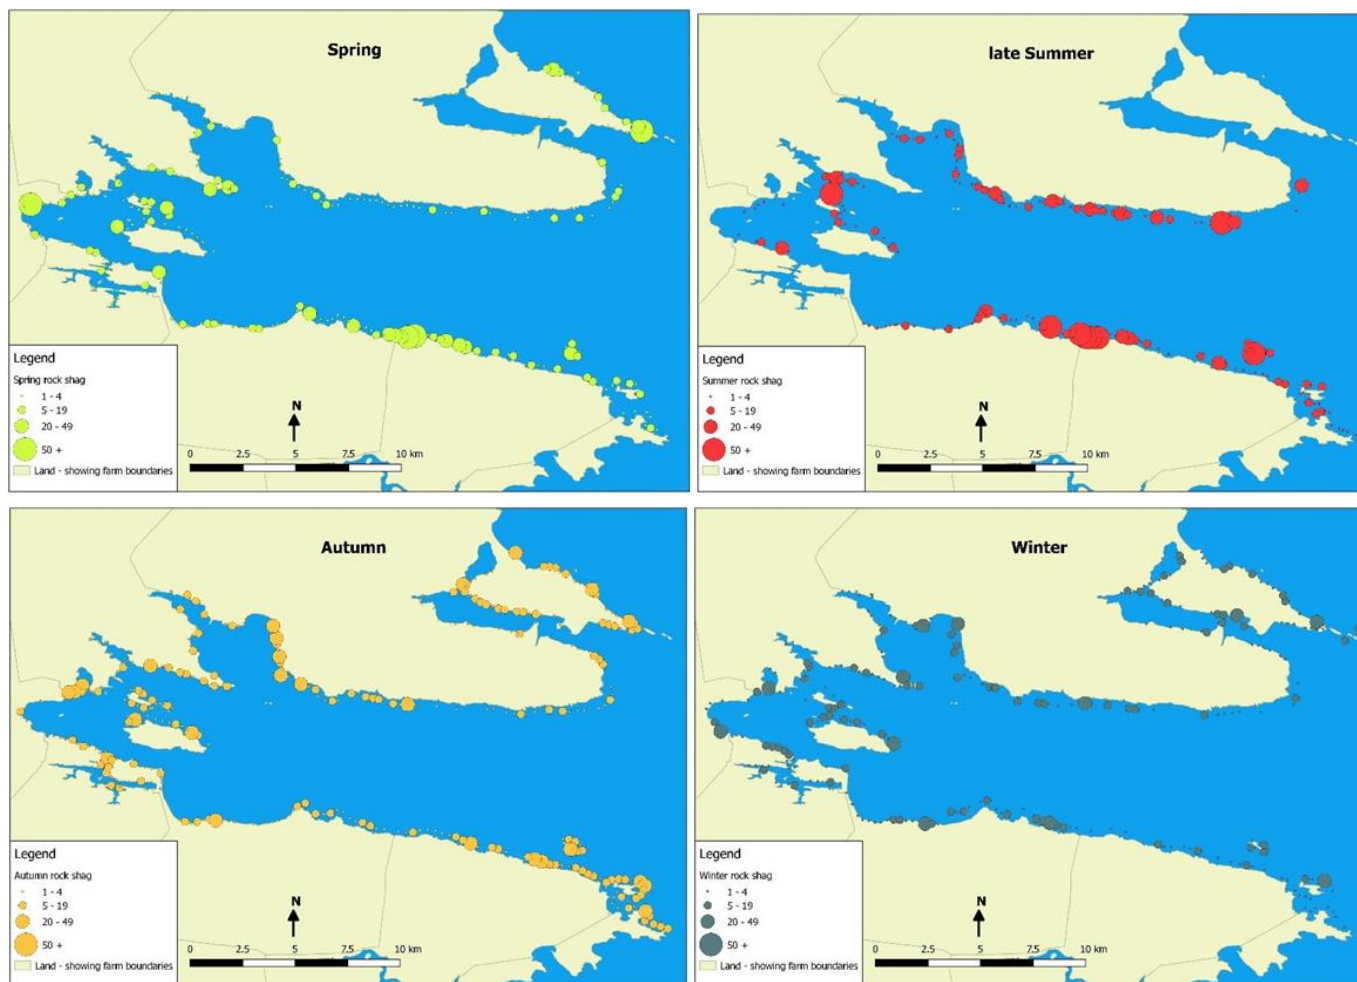 Spring
Legend
Spring rock shag
1 - 4
5 - 19
20 - 49
50 +
Land - showing farm boundaries
N
0 2.5 5 7.5 10 km
late Summer
Legend
Summer rock shag
1 - 4
5 - 19
20 - 49
50 +
Land - showing farm boundaries
N
0 2.5 5 7.5 10 km
Autumn
Legend
Autumn rock shag
1 - 4
5 - 19
20 - 49
50 +
Land - showing farm boundaries
N
0 2.5 5 7.5 10 km
Winter
Legend
Winter rock shag
1 - 4
5 - 19
20 - 49
50 +
Land - showing farm boundaries
N
0 2.5 5 7.5 10 km